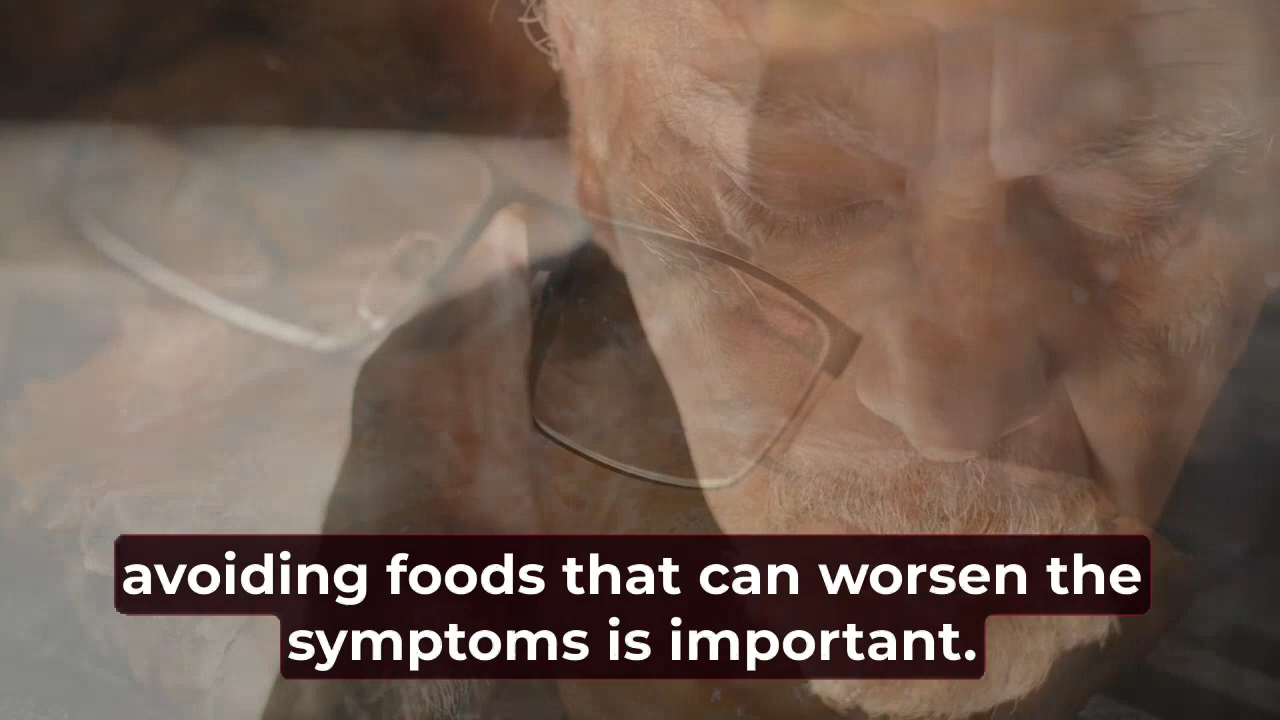 avoiding foods that can worsen the
symptoms is important.